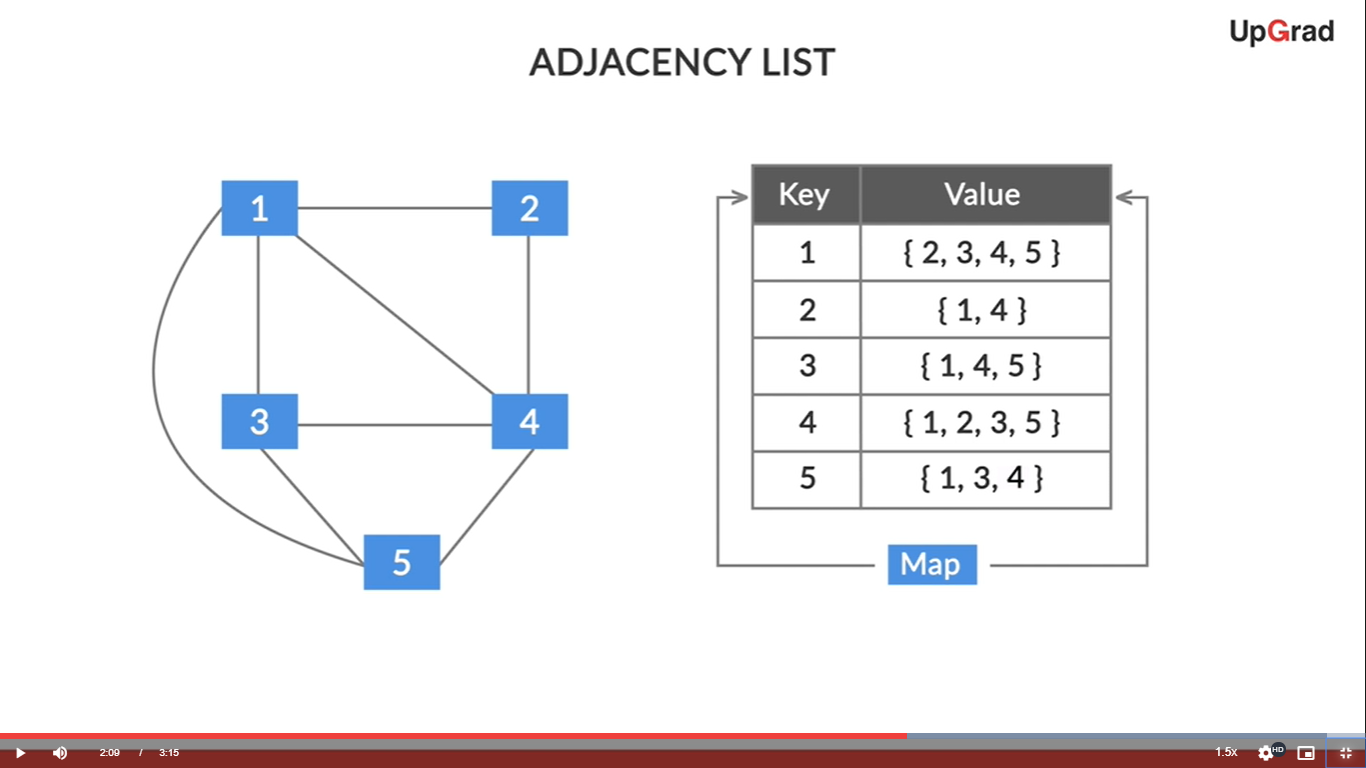 UpGrad
ADJACENCY LIST
1
2
3
4
5
Key Value
1 { 2, 3, 4, 5 }
2 { 1, 4 }
3 { 1, 4, 5 }
4 { 1, 2, 3, 5 }
5 { 1, 3, 4 }
Map
2:09 / 3:15 1.5x HD